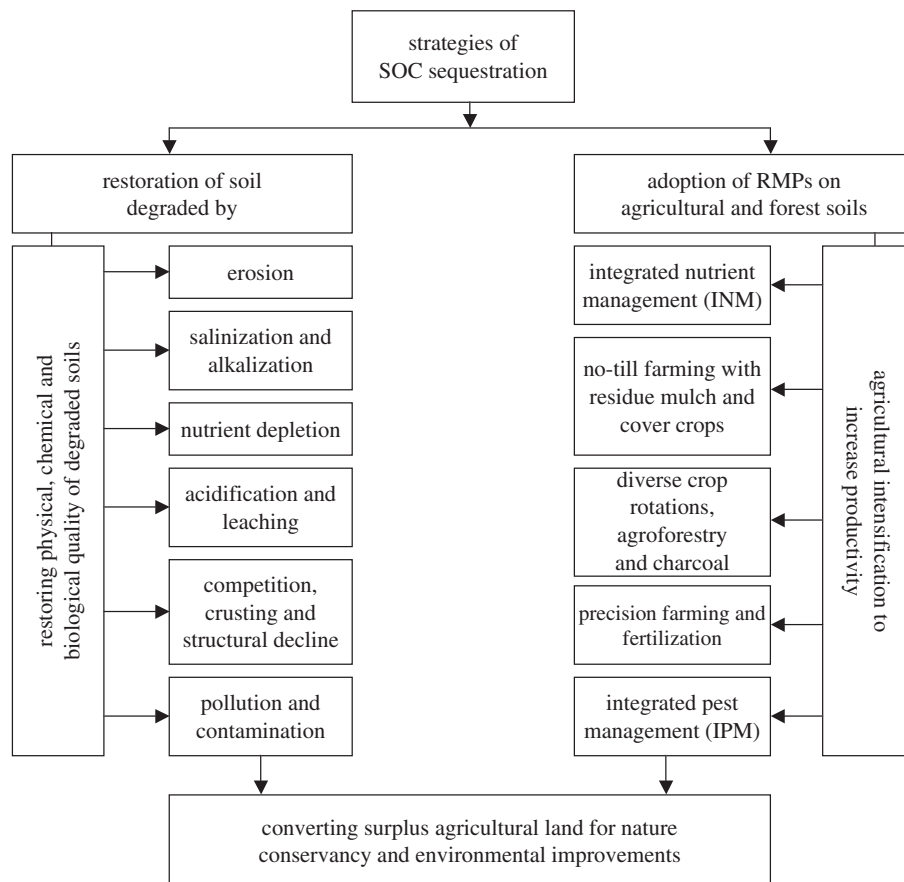 strategies of
SOC sequestration
restoration of soil
degraded by
adoption of RMPs on
agricultural and forest soils
restoring physical, chemical and
biological quality of degraded soils
erosion
salinization and
alkalization
nutrient depletion
acidification and
leaching
competition,
crusting and
structural decline
pollution and
contamination
integrated nutrient
management (INM)
no-till farming with
residue mulch and
cover crops
diverse crop
rotations,
agroforestry
and charcoal
precision farming and
fertilization
integrated pest
management (IPM)
agricultural intensification to
increase productivity
converting surplus agricultural land for nature
conservancy and environmental improvements